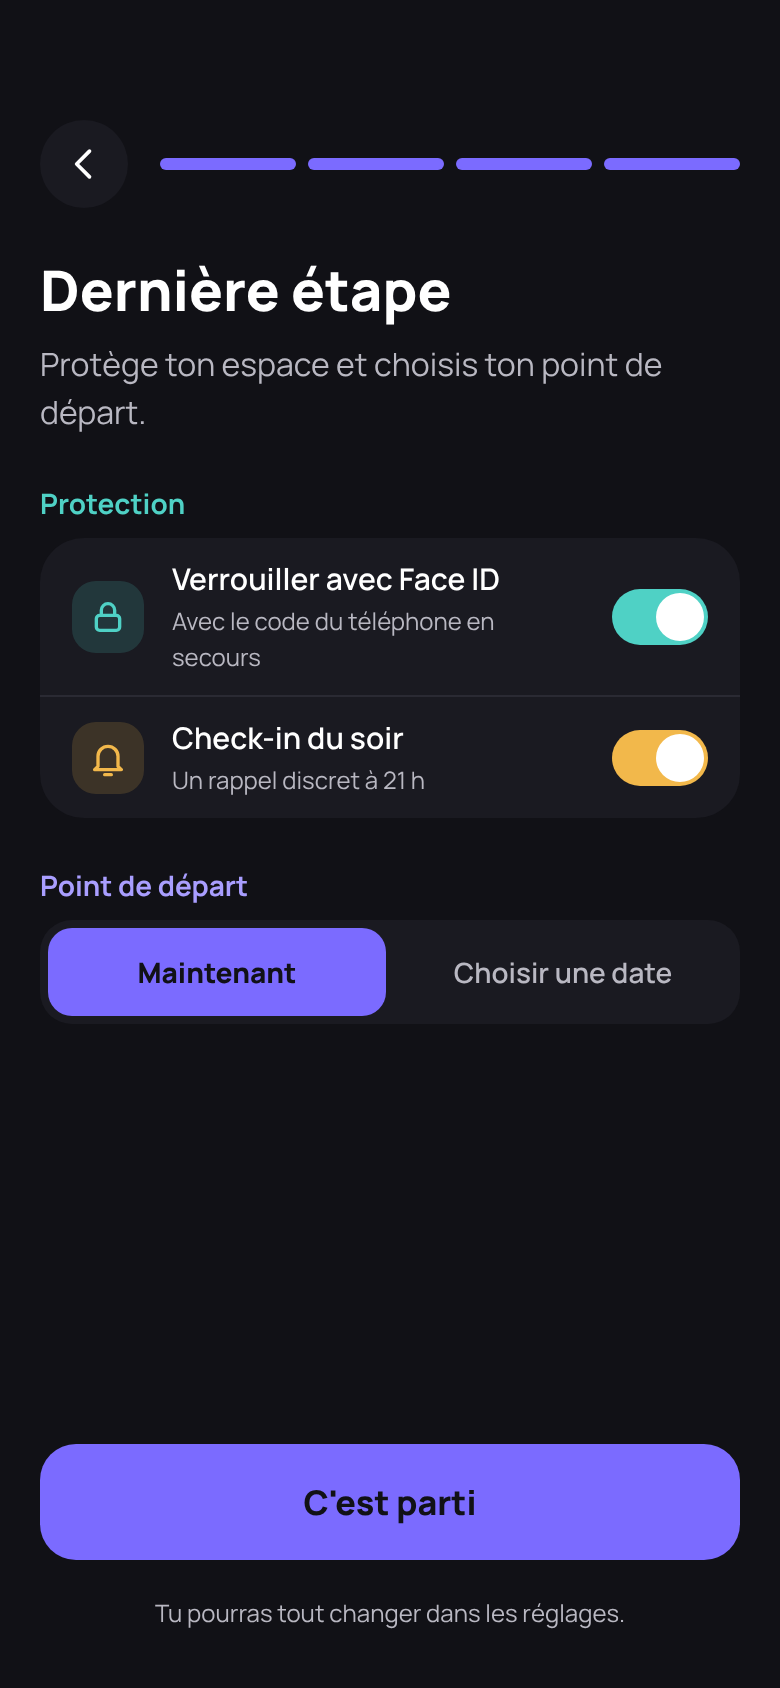 Dernière étape
Protège ton espace et choisis ton point de
départ.
Protection
Verrouiller avec Face ID
Avec le code du téléphone en
secours
Check-in du soir
Un rappel discret à 21 h
Point de départ
Maintenant
Choisir une date
C'est parti
Tu pourras tout changer dans les réglages.